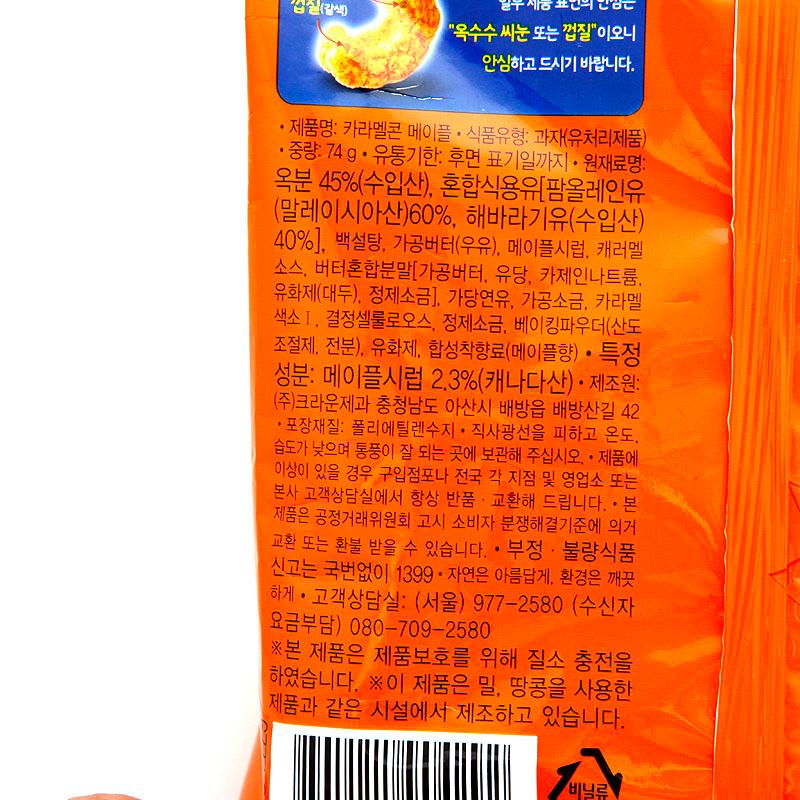 껍질(갈색)
일부 제품 표면의 안심은
"옥수수 씨눈 또는 껍질"이오니
안심하고 드시기 바랍니다.
• 제품명: 카라멜콘 메이플 • 식품유형: 과자(유처리제품)
• 중량: 74 g • 유통기한: 후면 표기일까지 • 원재료명:
옥분 45%(수입산), 혼합식용유[팜올레인유
(말레이시아산)60%, 해바라기유(수입산)
40%], 백설탕, 가공버터(우유), 메이플시럽, 캐러멜
소스, 버터혼합분말[가공버터, 유당, 카제인나트륨,
유화제(대두), 정제소금], 가당연유, 가공소금, 카라멜
색소Ⅰ, 결정셀룰로오스, 정제소금, 베이킹파우더(산도
조절제, 전분), 유화제, 합성착향료(메이플향) • 특정
성분: 메이플시럽 2.3%(캐나다산) • 제조원:
(주)크라운제과 충청남도 아산시 배방읍 배방산길 42
• 포장재질: 폴리에틸렌수지 • 직사광선을 피하고 온도,
습도가 낮으며 통풍이 잘 되는 곳에 보관해 주십시오. • 제품에
이상이 있을 경우 구입점포나 전국 각 지점 및 영업소 또는
본사 고객상담실에서 항상 반품 · 교환해 드립니다. • 본
제품은 공정거래위원회 고시 소비자 분쟁해결기준에 의거
교환 또는 환불 받을 수 있습니다. • 부정 · 불량식품
신고는 국번없이 1399 • 자연은 아름답게, 환경은 깨끗
하게 • 고객상담실: (서울) 977-2580 (수신자
요금부담) 080-709-2580
※본 제품은 제품보호를 위해 질소 충전을
하였습니다. ※이 제품은 밀, 땅콩을 사용한
제품과 같은 시설에서 제조하고 있습니다.
비닐류